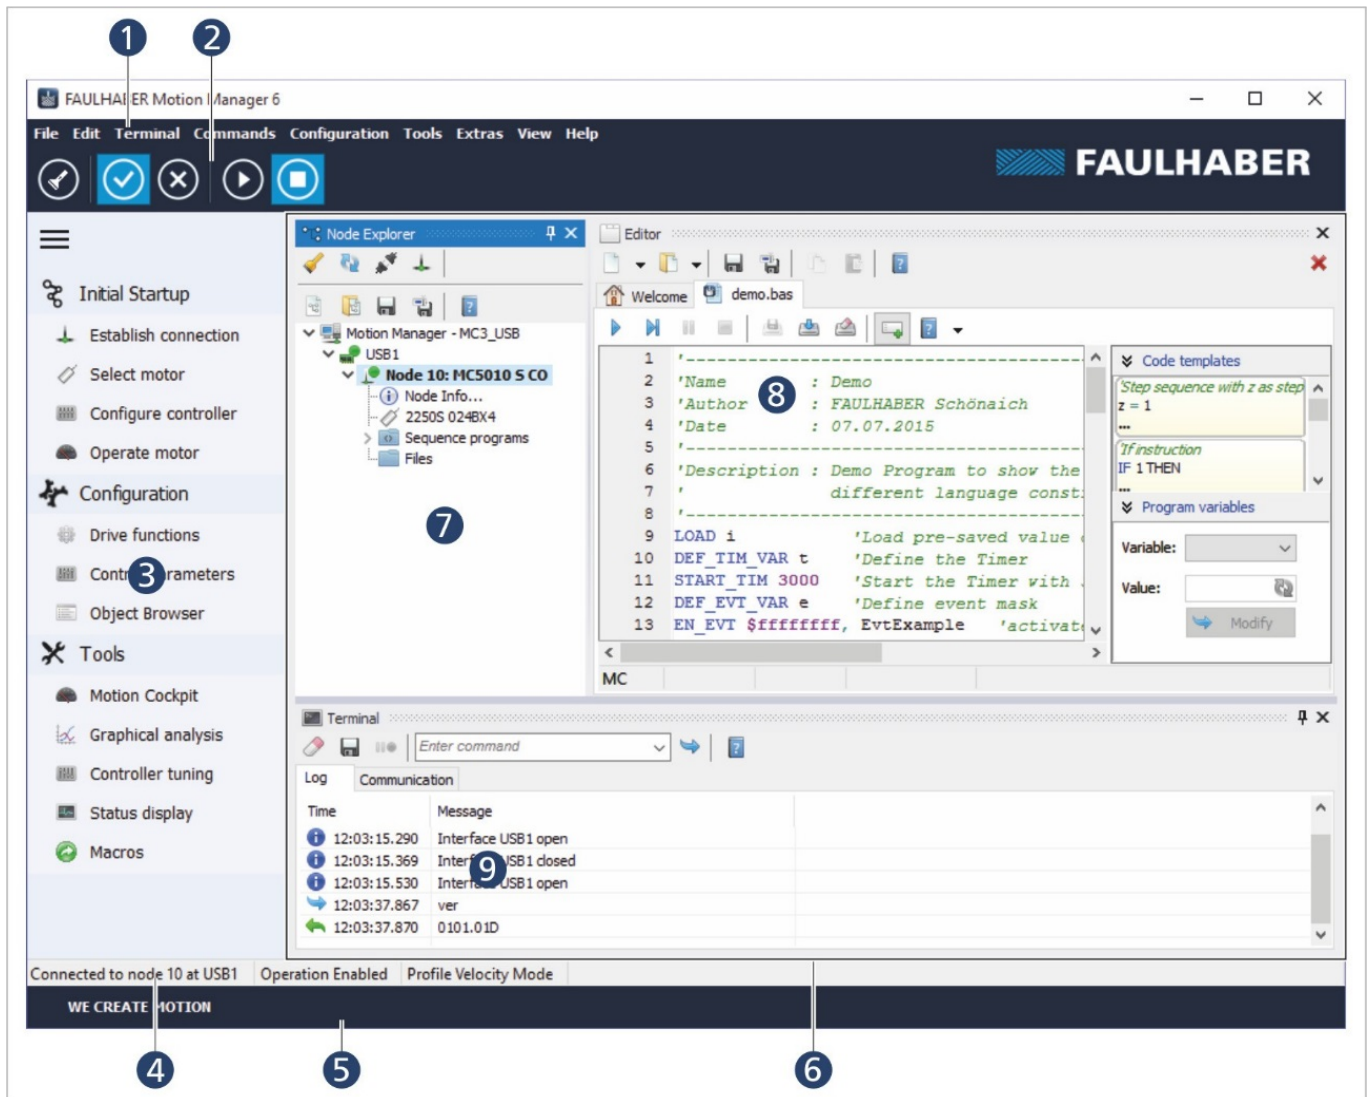 1 2
FAULHABER Motion Manager 6
File Edit Terminal Commands Configuration Tools Extras View Help
FAULHABER
Node Explorer
Editor
Initial Startup
Establish connection
Select motor
Configure controller
Operate motor
Configuration
Drive functions
3
Object Browser
Tools
Motion Cockpit
Graphical analysis
Controller tuning
Status display
Macros
Motion Manager - MC3_USB
USB1
Node 10: MC5010 S CO
Node Info...
2250S 024BX4
Sequence programs
Files
7
Welcome demo.bas
1 '----------------------------------------
2 'Name : Demo
3 'Author : FAULHABER Schönaich
4 'Date : 07.07.2015
5 '----------------------------------------
6 'Description : Demo Program to show the
7 ' different language
8 '----------------------------------------
9 LOAD i 'Load pre-saved value
10 DEF_TIM_VAR t 'Define the Timer
11 START_TIM 3000 'Start the Timer with
12 DEF_EVT_VAR e 'Define event mask
13 EN_EVT $ffffffff, EvtExample
8
MC
Code templates
'Step sequence with z as step
z = 1
...
'If instruction
IF 1 THEN
...
Program variables
Variable:
Value:
Modify
Terminal
Enter command
Log Communication
Time Message
12:03:15.290 Interface USB1 open
12:03:15.369 USB1 closed
12:03:15.530 USB1 open
12:03:37.867 ver
12:03:37.870 0101.01D
9
Connected to node 10 at USB1 Operation Enabled Profile Velocity Mode
WE CREATE MOTION
4 5 6